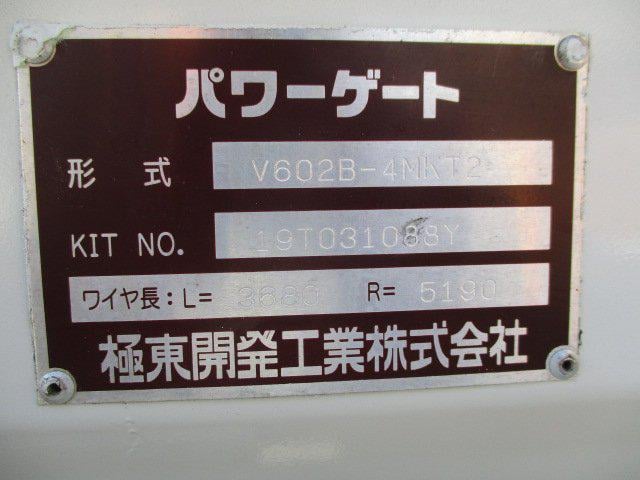 パワーゲート
形式 V602B-4MKT2
KIT NO. 19T031088Y
ワイヤ長：L= 3680 R= 5190
極東開発工業株式会社